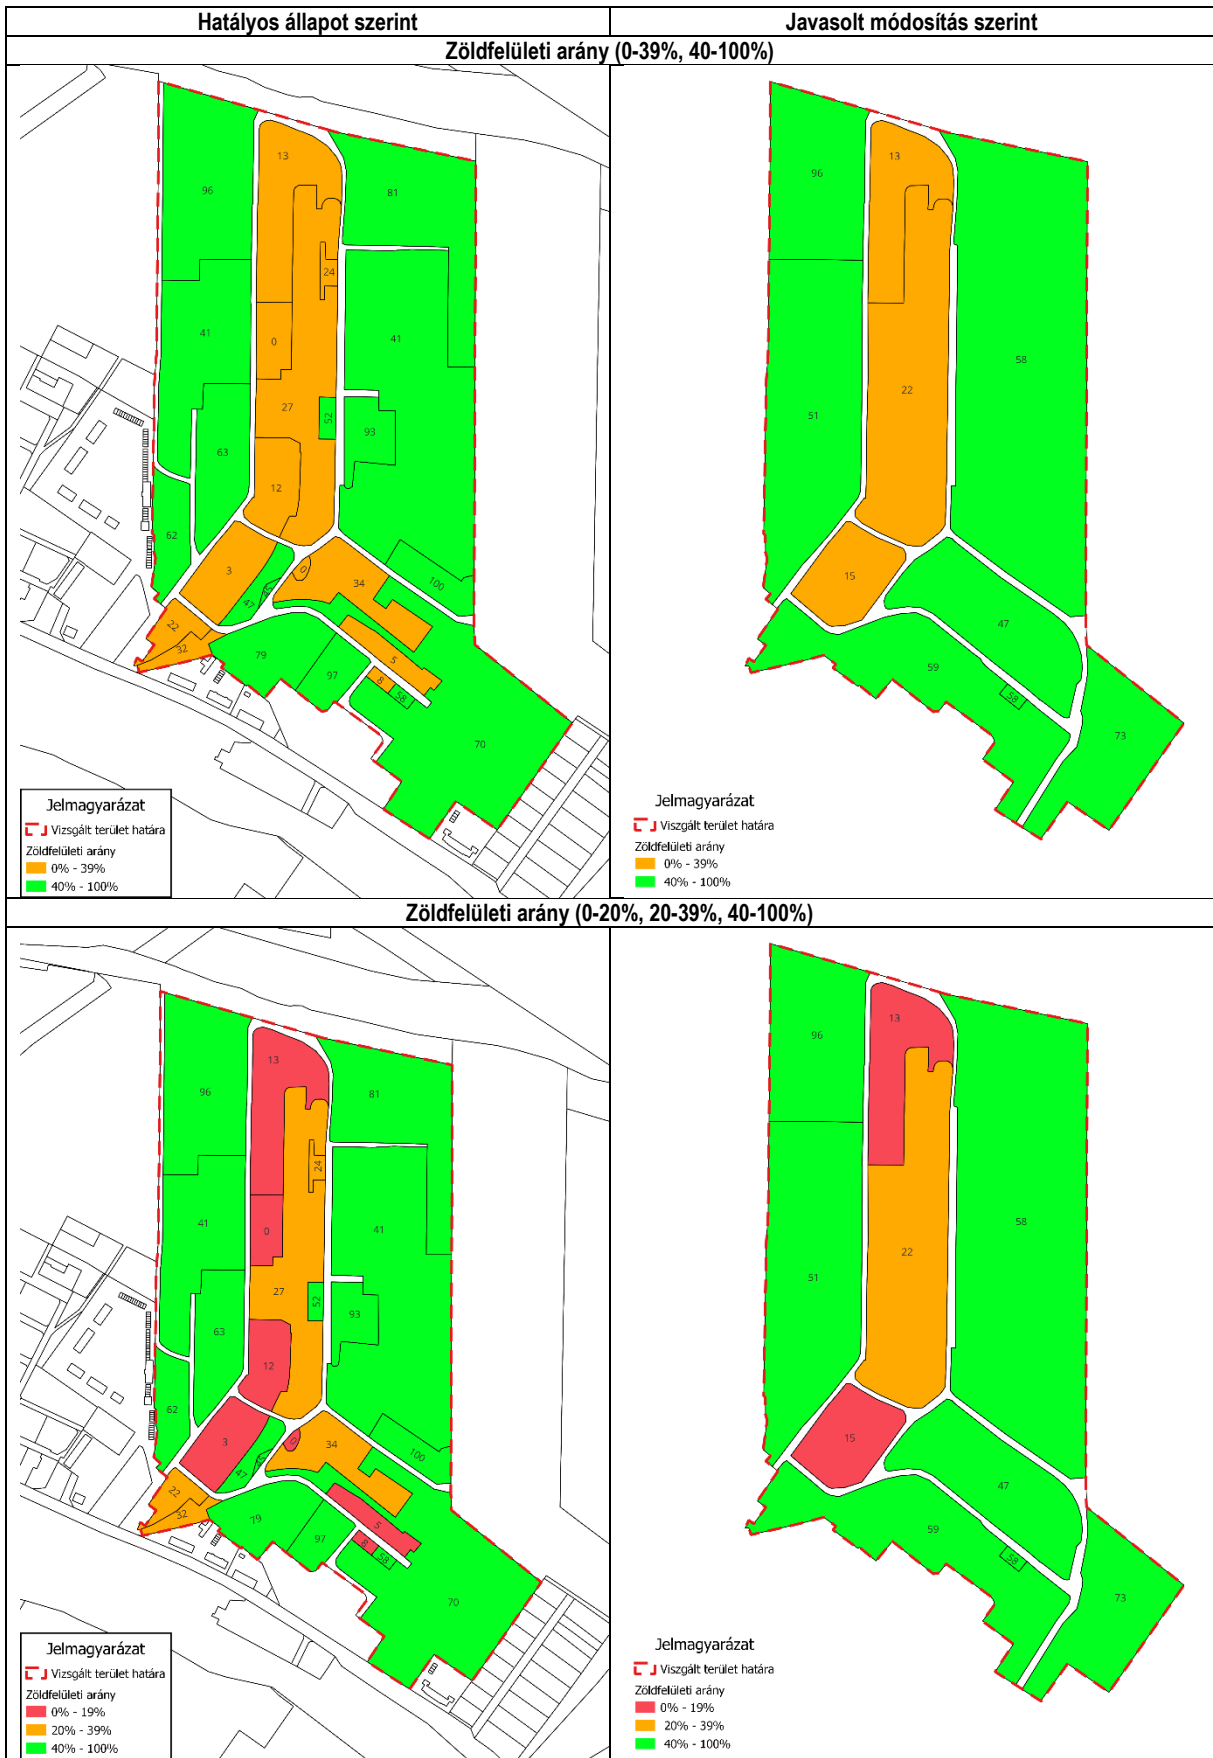 Hatályos állapot szerint
Javasolt módosítás szerint
Zöldfelületi arány (0-39%, 40-100%)
13
96
81
24
41
0
41
27
52
93
63
12
62
3
0
34
100
47
45
22
32
79
97
5
8
58
70
Jelmagyarázat
Vizsgált terület határa
Zöldfelületi arány
0% - 39%
40% - 100%
13
96
58
22
51
15
47
59
58
73
Jelmagyarázat
Viszgált terület határa
Zöldfelületi arány
0% - 39%
40% - 100%
Zöldfelületi arány (0-20%, 20-39%, 40-100%)
13
96
81
24
41
0
41
27
52
93
63
12
62
3
0
34
100
47
45
22
32
79
97
5
8
58
70
Jelmagyarázat
Vizsgált terület határa
Zöldfelületi arány
0% - 19%
20% - 39%
40% - 100%
13
96
58
22
51
15
47
59
58
73
Jelmagyarázat
Viszgált terület határa
Zöldfelületi arány
0% - 19%
20% - 39%
40% - 100%